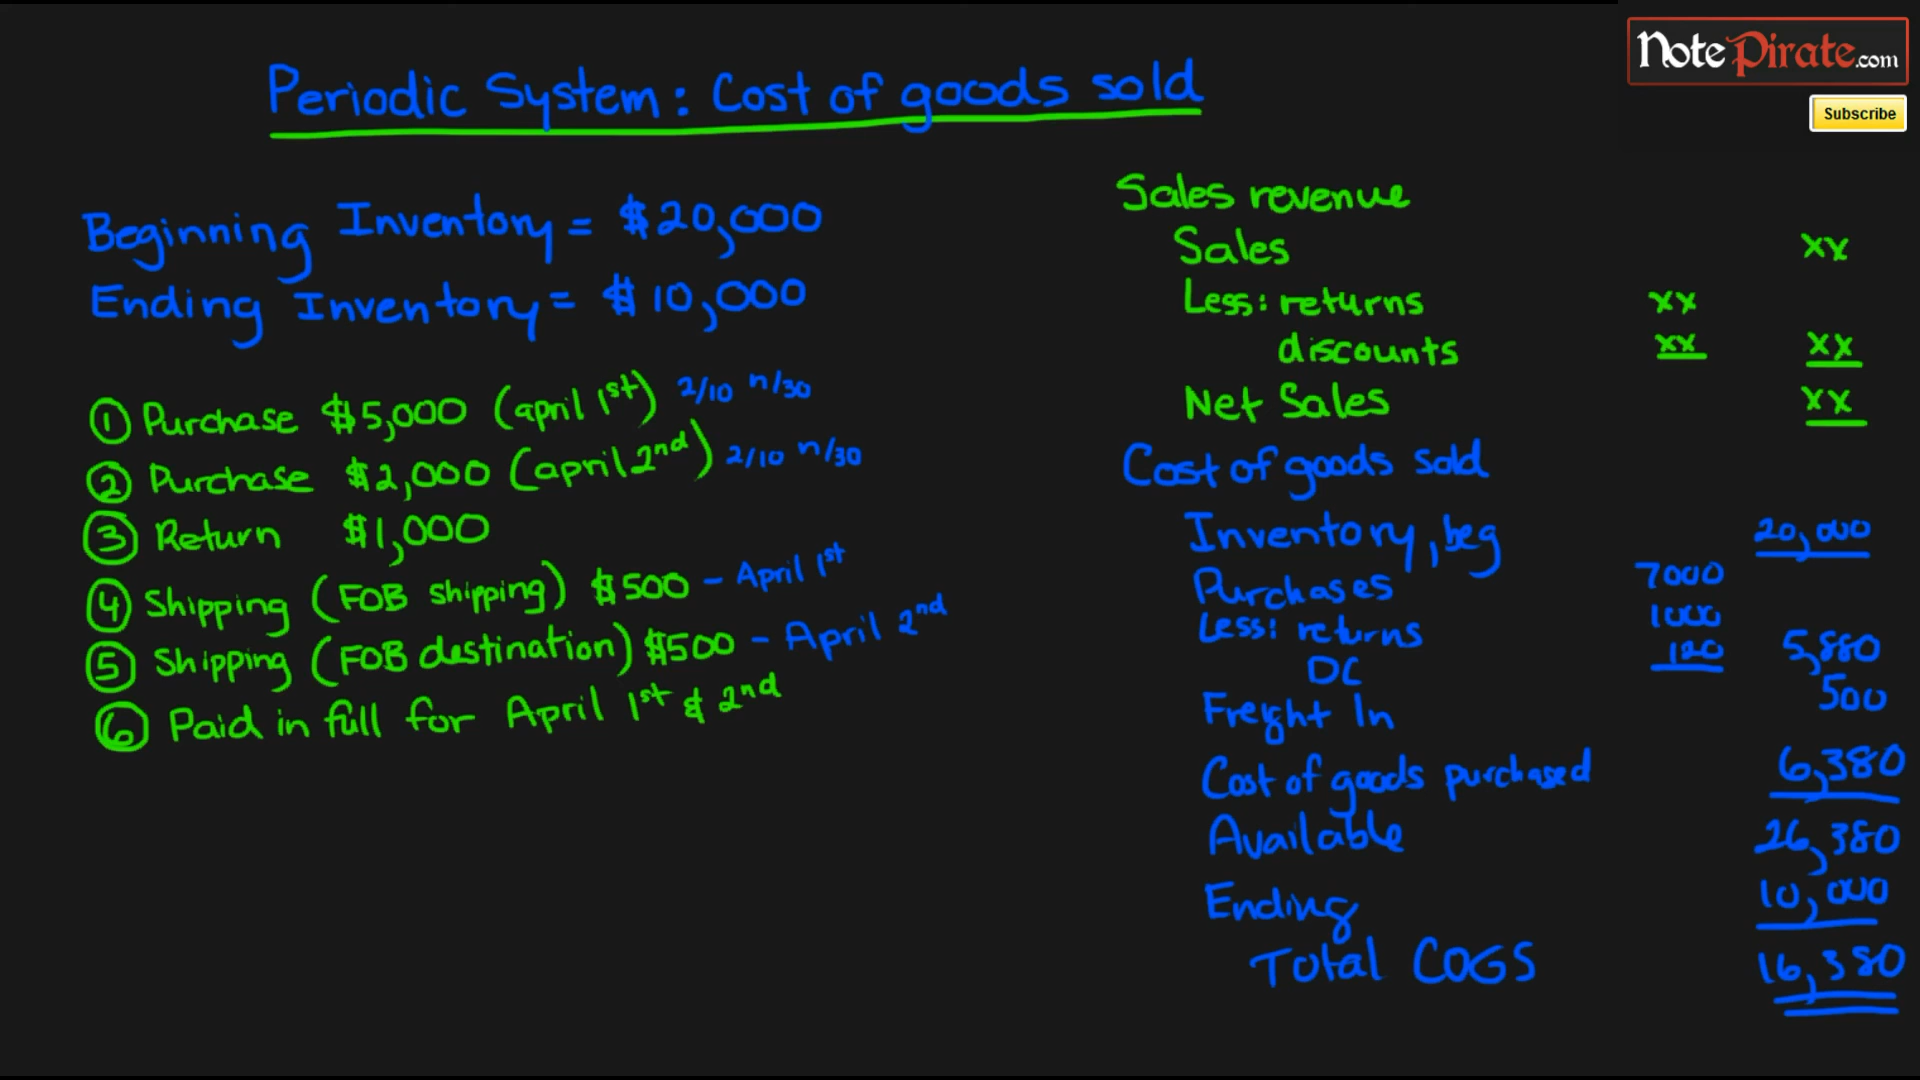 NotePirate.com
Subscribe
Periodic System: Cost of goods sold
Beginning Inventory = $20,000
Ending Inventory = $10,000
① Purchase $5,000 (april 1st) 2/10 n/30
② Purchase $2,000 (april 2nd) 2/10 n/30
③ Return $1,000
④ Shipping (FOB shipping) $500 - April 1st
⑤ Shipping (FOB destination) $500 - April 2nd
⑥ Paid in full for April 1st & 2nd
Sales revenue
Sales xx
Less: returns xx
discounts xx xx
Net Sales xx
Cost of goods sold
Inventory, beg 20,000
Purchases 7000
Less: returns 1000
DC 120 5,880
Freight In 500
Cost of goods purchased 6,380
Available 26,380
Ending 10,000
Total COGS 16,380